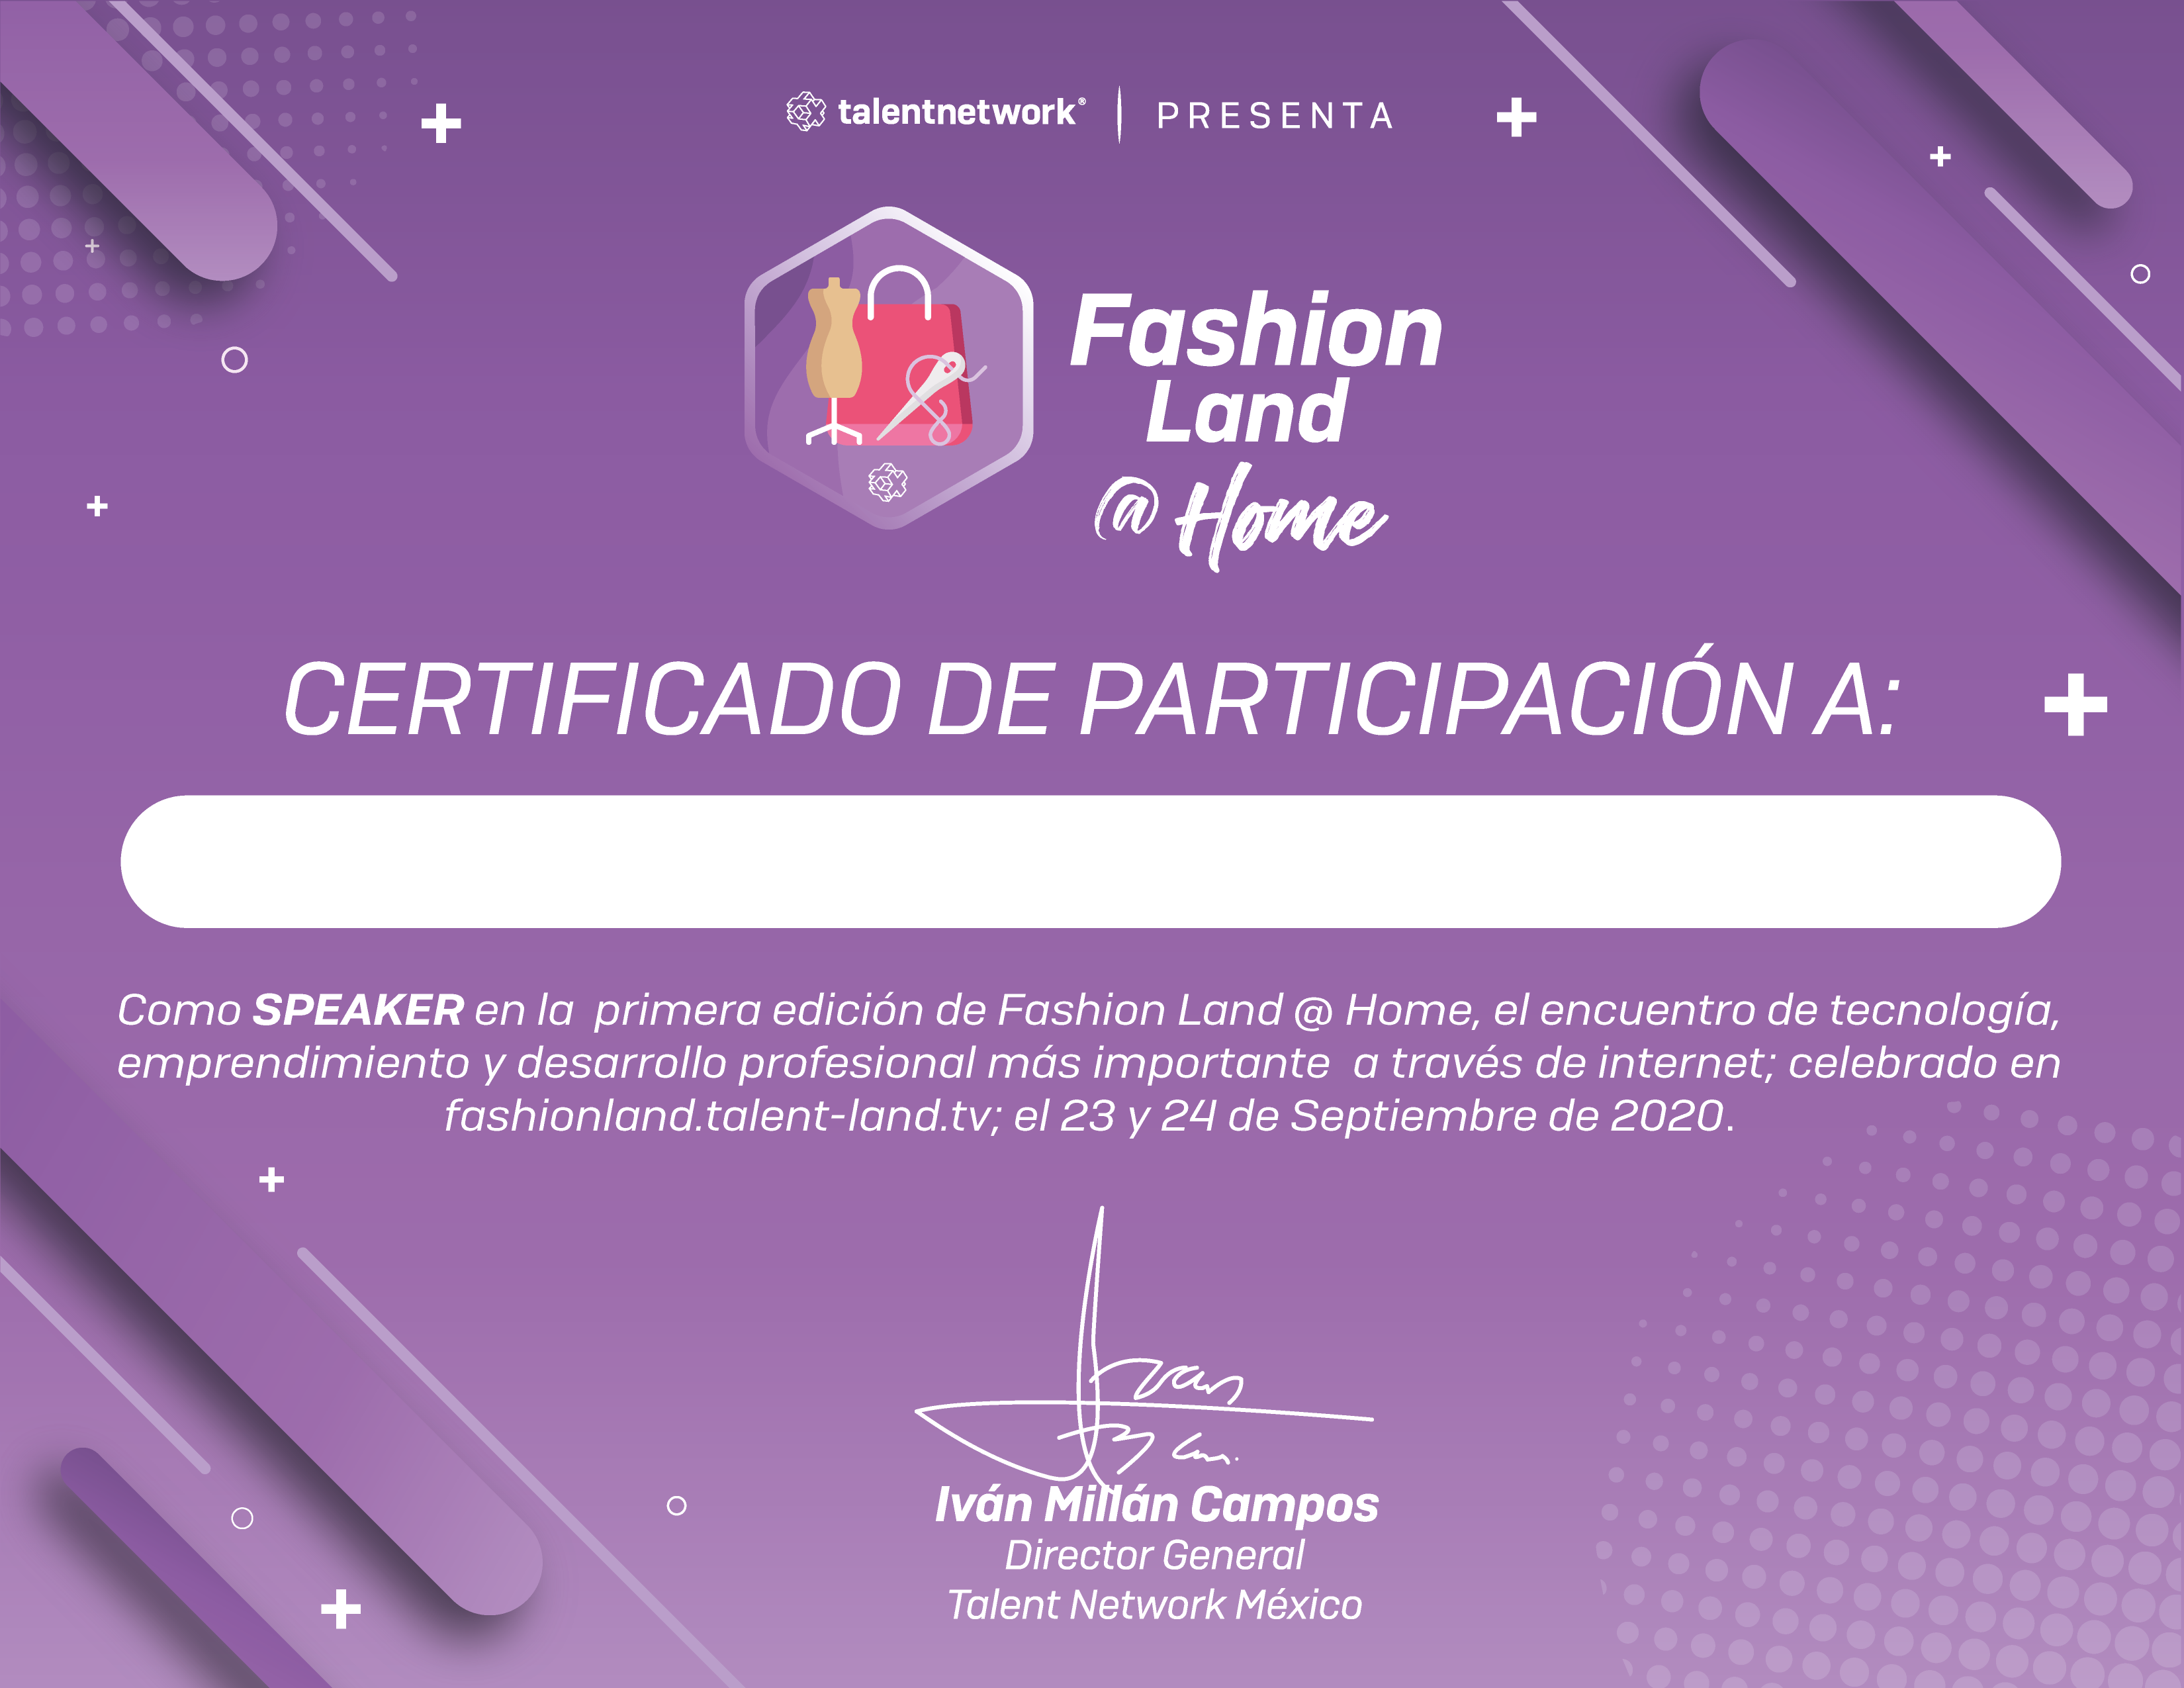 talentnetwork® | PRESENTA
Fashion
Land
@ Home
CERTIFICADO DE PARTICIPACIÓN A:
Como SPEAKER en la primera edición de Fashion Land @ Home, el encuentro de tecnología,
emprendimiento y desarrollo profesional más importante a través de internet; celebrado en
fashionland.talent-land.tv; el 23 y 24 de Septiembre de 2020.
Iván Millán Campos
Director General
Talent Network México